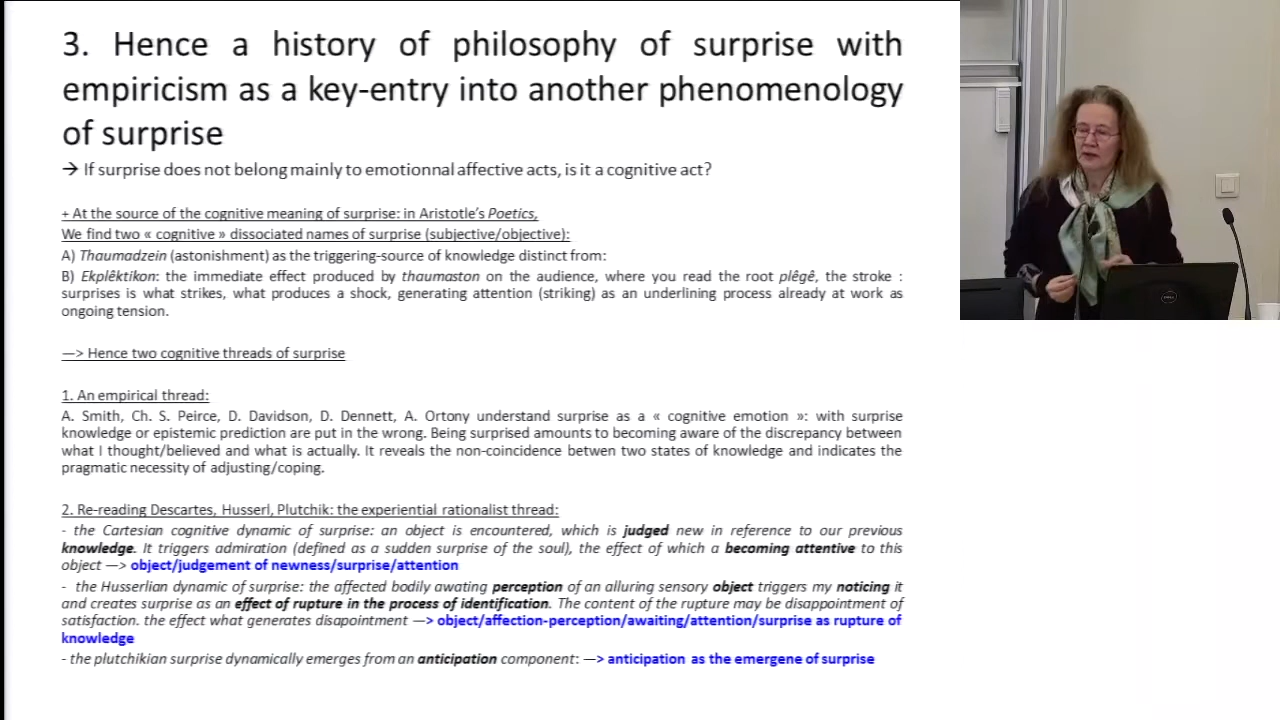 3. Hence a history of philosophy of surprise with
empiricism as a key-entry into another phenomenology
of surprise
→ If surprise does not belong mainly to emotionnal affective acts, is it a cognitive act?
+ At the source of the cognitive meaning of surprise: in Aristotle's Poetics,
We find two « cognitive » dissociated names of surprise (subjective/objective):
A) Thaumadzein (astonishment) as the triggering-source of knowledge distinct from:
B) Ekplêktikon: the immediate effect produced by thaumaston on the audience, where you read the root plêgê, the stroke :
surprises is what strikes, what produces a shock, generating attention (striking) as an underlining process already at work as
ongoing tension.
—> Hence two cognitive threads of surprise
1. An empirical thread:
A. Smith, Ch. S. Peirce, D. Davidson, D. Dennett, A. Ortony understand surprise as a « cognitive emotion »: with surprise
knowledge or epistemic prediction are put in the wrong. Being surprised amounts to becoming aware of the discrepancy between
what I thought/believed and what is actually. It reveals the non-coincidence betwen two states of knowledge and indicates the
pragmatic necessity of adjusting/coping.
2. Re-reading Descartes, Husserl, Plutchik: the experiential rationalist thread:
- the Cartesian cognitive dynamic of surprise: an object is encountered, which is judged new in reference to our previous
knowledge. It triggers admiration (defined as a sudden surprise of the soul), the effect of which a becoming attentive to this
object —> object/judgement of newness/surprise/attention
- the Husserlian dynamic of surprise: the affected bodily awating perception of an alluring sensory object triggers my noticing it
and creates surprise as an effect of rupture in the process of identification. The content of the rupture may be disappointment of
satisfaction. the effect what generates disapointment —> object/affection-perception/awaiting/attention/surprise as rupture of
knowledge
- the plutchikian surprise dynamically emerges from an anticipation component: —> anticipation as the emergene of surprise